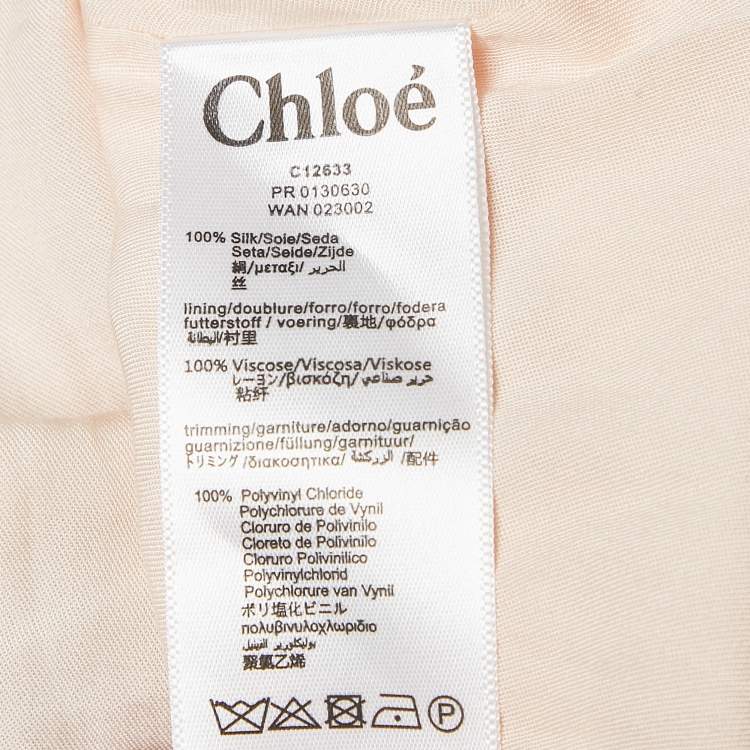 Chloé
C12633
PR 0130630
WAN 023002
100% Silk/Soie/Seda
Seta/Seide/Zijde
絹/μεταξι/ الحرير
丝
lining/doublure/forro/forro/fodera
futterstoff / voering/裏地/φόδρα
البطانة/衬里
100% Viscose/Viscosa/Viskose
レーヨン/βισκόζη/ حرير صناعي
粘纤
trimming/garniture/adorno/guarnição
guarnizione/füllung/garnituur/
トリミング/διακοσητικα/ الزركشة /配件
100% Polyvinyl Chloride
Polychlorure de Vynil
Cloruro de Polivinilo
Cloreto de Polivinilo
Cloruro Polivinilico
Polyvinylchlorid
Polychlorure van Vynil
ポリ塩化ビニル
πολυβινυλοχλωριδιο
بوليكلورير الفينيل
聚氯乙烯
P